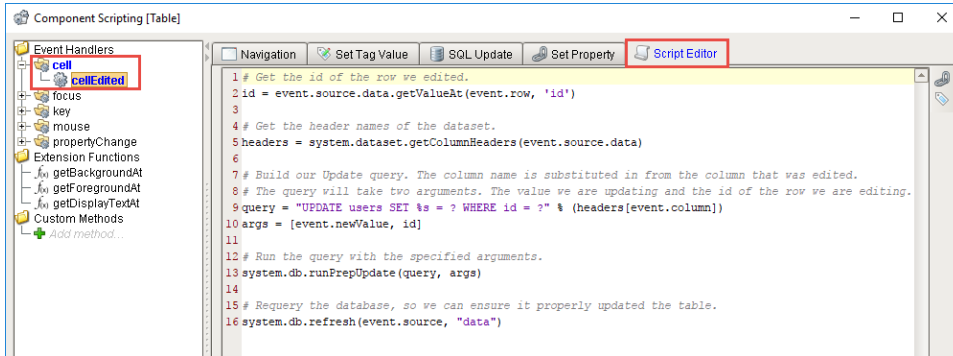 Component Scripting [Table]
Event Handlers
cell
cellEdited
focus
key
mouse
propertyChange
Extension Functions
f(x) getBackgroundAt
f(x) getForegroundAt
f(x) getDisplayTextAt
Custom Methods
Add method...
Navigation Set Tag Value SQL Update Set Property Script Editor
1 # Get the id of the row we edited.
2 id = event.source.data.getValueAt(event.row, 'id')
3
4 # Get the header names of the dataset.
5 headers = system.dataset.getColumnHeaders(event.source.data)
6
7 # Build our Update query. The column name is substituted in from the column that was edited.
8 # The query will take two arguments. The value we are updating and the id of the row we are editing.
9 query = "UPDATE users SET %s = ? WHERE id = ?" % (headers[event.column])
10 args = [event.newValue, id]
11
12 # Run the query with the specified arguments.
13 system.db.runPrepUpdate(query, args)
14
15 # Requery the database, so we can ensure it properly updated the table.
16 system.db.refresh(event.source, "data")